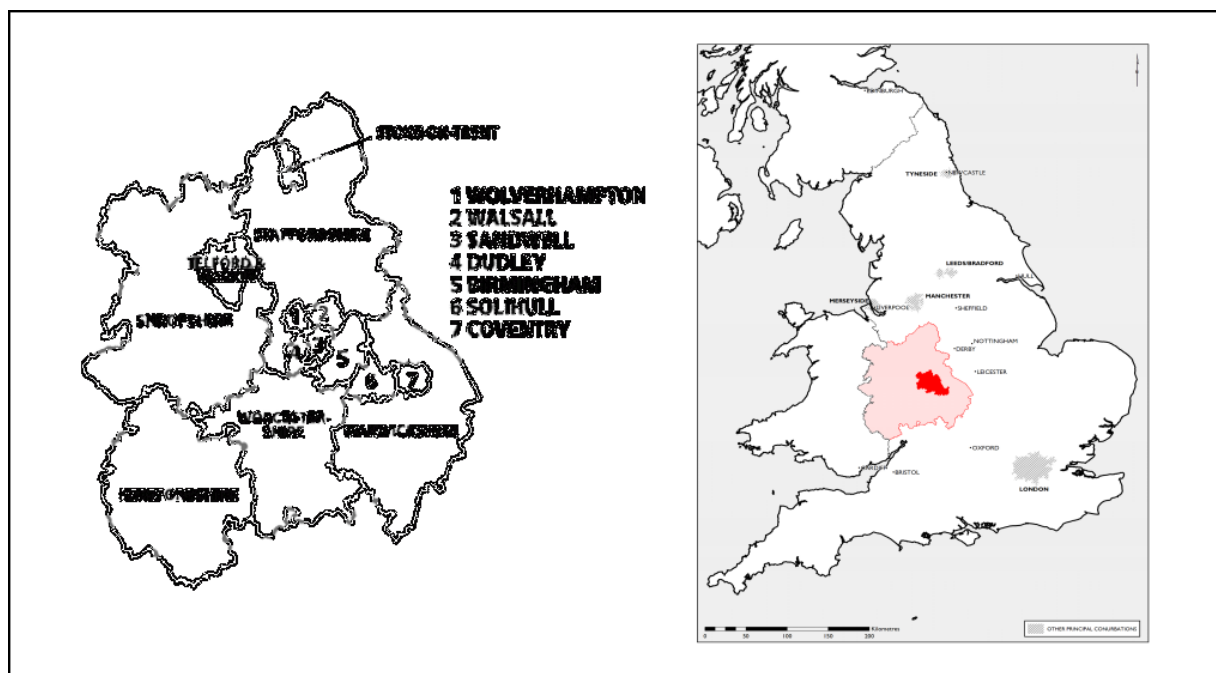 STOKE-ON-TRENT
1 WOLVERHAMPTON
2 WALSALL
3 SANDWELL
4 DUDLEY
5 BIRMINGHAM
6 SOLIHULL
7 COVENTRY
STAFFORDSHIRE
TELFORD &
SHROPSHIRE
1
2
3
4
5
6
7
WORCESTER-
SHIRE
WARWICKSHIRE
HEREFORDSHIRE
EDINBURGH
TYNESIDE
NEWCASTLE
LEEDS/BRADFORD
HULL
MANCHESTER
MERSEYSIDE
LIVERPOOL
SHEFFIELD
NOTTINGHAM
DERBY
LEICESTER
OXFORD
CARDIFF
BRISTOL
LONDON
Kilometres
0 50 100 150 200
OTHER PRINCIPAL CONURBATIONS